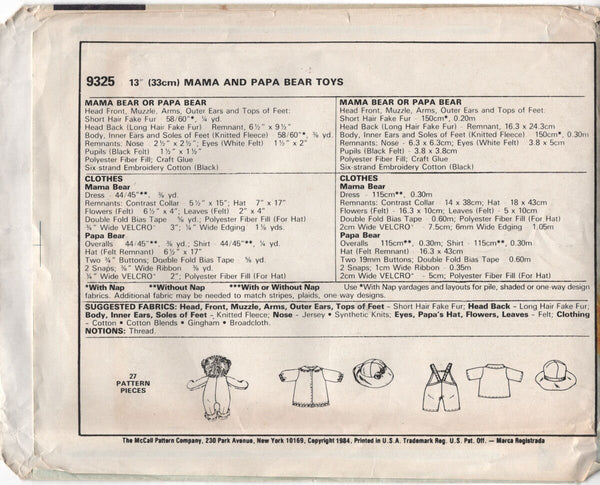 9325 13" (33cm) MAMA AND PAPA BEAR TOYS
MAMA BEAR OR PAPA BEAR
Head Front, Muzzle, Arms, Outer Ears and Tops of Feet:
Short Hair Fake Fur 58/60"*, ¼ yd.
Head Back (Long Hair Fake Fur) Remnant, 6½" x 9½"
Body, Inner Ears and Soles of Feet (Knitted Fleece) 58/60"*, ⅜ yd.
Remnants: Nose - 2½" x 2½"; Eyes (White Felt) 1½" x 2"
Pupils (Black Felt) - 1½" x 1½"
Polyester Fiber Fill; Craft Glue
Six-strand Embroidery Cotton (Black)
CLOTHES
Mama Bear
Dress - 44/45"**, ⅜ yd.
Remnants: Contrast Collar - 5½" x 15"; Hat 7" x 17"
Flowers (Felt) - 6½" x 4"; Leaves (Felt) 2" x 4"
Double Fold Bias Tape ⅝ yd.; Polyester Fiber Fill (For Hat)
¾" Wide VELCRO 3"; ¼" Wide Edging 1⅛ yds.
Papa Bear
Overalls 44/45"**, ⅜ yd.; Shirt - 44/45"**, ¼ yd.
Hat (Felt Remnant) 6½" x 17"
Two ¾" Buttons; Double Fold Bias Tape ⅝ yd.
2 Snaps; ⅜" Wide Ribbon ⅜ yd.
¾" Wide VELCRO 2"; Polyester Fiber Fill (For Hat)
MAMA BEAR OR PAPA BEAR
Head Front, Muzzle, Arms, Outer Ears and Tops of Feet:
Short Hair Fake Fur - 150cm*, 0.20m
Head Back (Long Hair Fake Fur) - Remnant, 16.3 x 24.3cm
Body, Inner Ears and Soles of Feet (Knitted Fleece) 150cm*, 0.30m
Remnants: Nose - 6.3 x 6.3cm; Eyes (White Felt) 3.8 x 5cm
Pupils (Black Felt) - 3.8 x 3.8cm
Polyester Fiber Fill; Craft Glue
Six-strand Embroidery Cotton (Black)
CLOTHES
Mama Bear
Dress - 115cm**, 0.30m
Remnants: Contrast Collar - 14 x 38cm; Hat 18 x 43cm
Flowers (Felt) - 16.3 x 10cm; Leaves (Felt) - 5 x 10cm
Double Fold Bias Tape - 0.60m; Polyester Fiber Fill (For Hat)
2cm Wide VELCRO - 7.5cm; 6mm Wide Edging 1.05m
Papa Bear
Overalls 115cm**, 0.30m; Shirt - 115cm**, 0.30m
Hat (Felt Remnant) - 16.3 x 43cm
Two 19mm Buttons; Double Fold Bias Tape 0.60m
2 Snaps; 1cm Wide Ribbon - 0.35m
2cm Wide VELCRO - 5cm; Polyester Fiber Fill (For Hat)
*With Nap **Without Nap ***With or Without Nap Use *With Nap yardages and layouts for pile, shaded or one-way design
fabrics. Additional fabric may be needed to match stripes, plaids, one way designs.
SUGGESTED FABRICS: Head, Front, Muzzle, Arms, Outer Ears, Tops of Feet - Short Hair Fake Fur; Head Back - Long Hair Fake Fur;
Body, Inner Ears, Soles of Feet - Knitted Fleece; Nose - Jersey • Synthetic Knits; Eyes, Papa's Hat, Flowers, Leaves - Felt; Clothing
- Cotton • Cotton Blends • Gingham • Broadcloth.
NOTIONS: Thread.
27
PATTERN
PIECES
The McCall Pattern Company, 230 Park Avenue, New York 10169, Copyright 1984, Printed in U.S.A. Trademark Reg. U.S. Pat. Off. — Marca Registrada